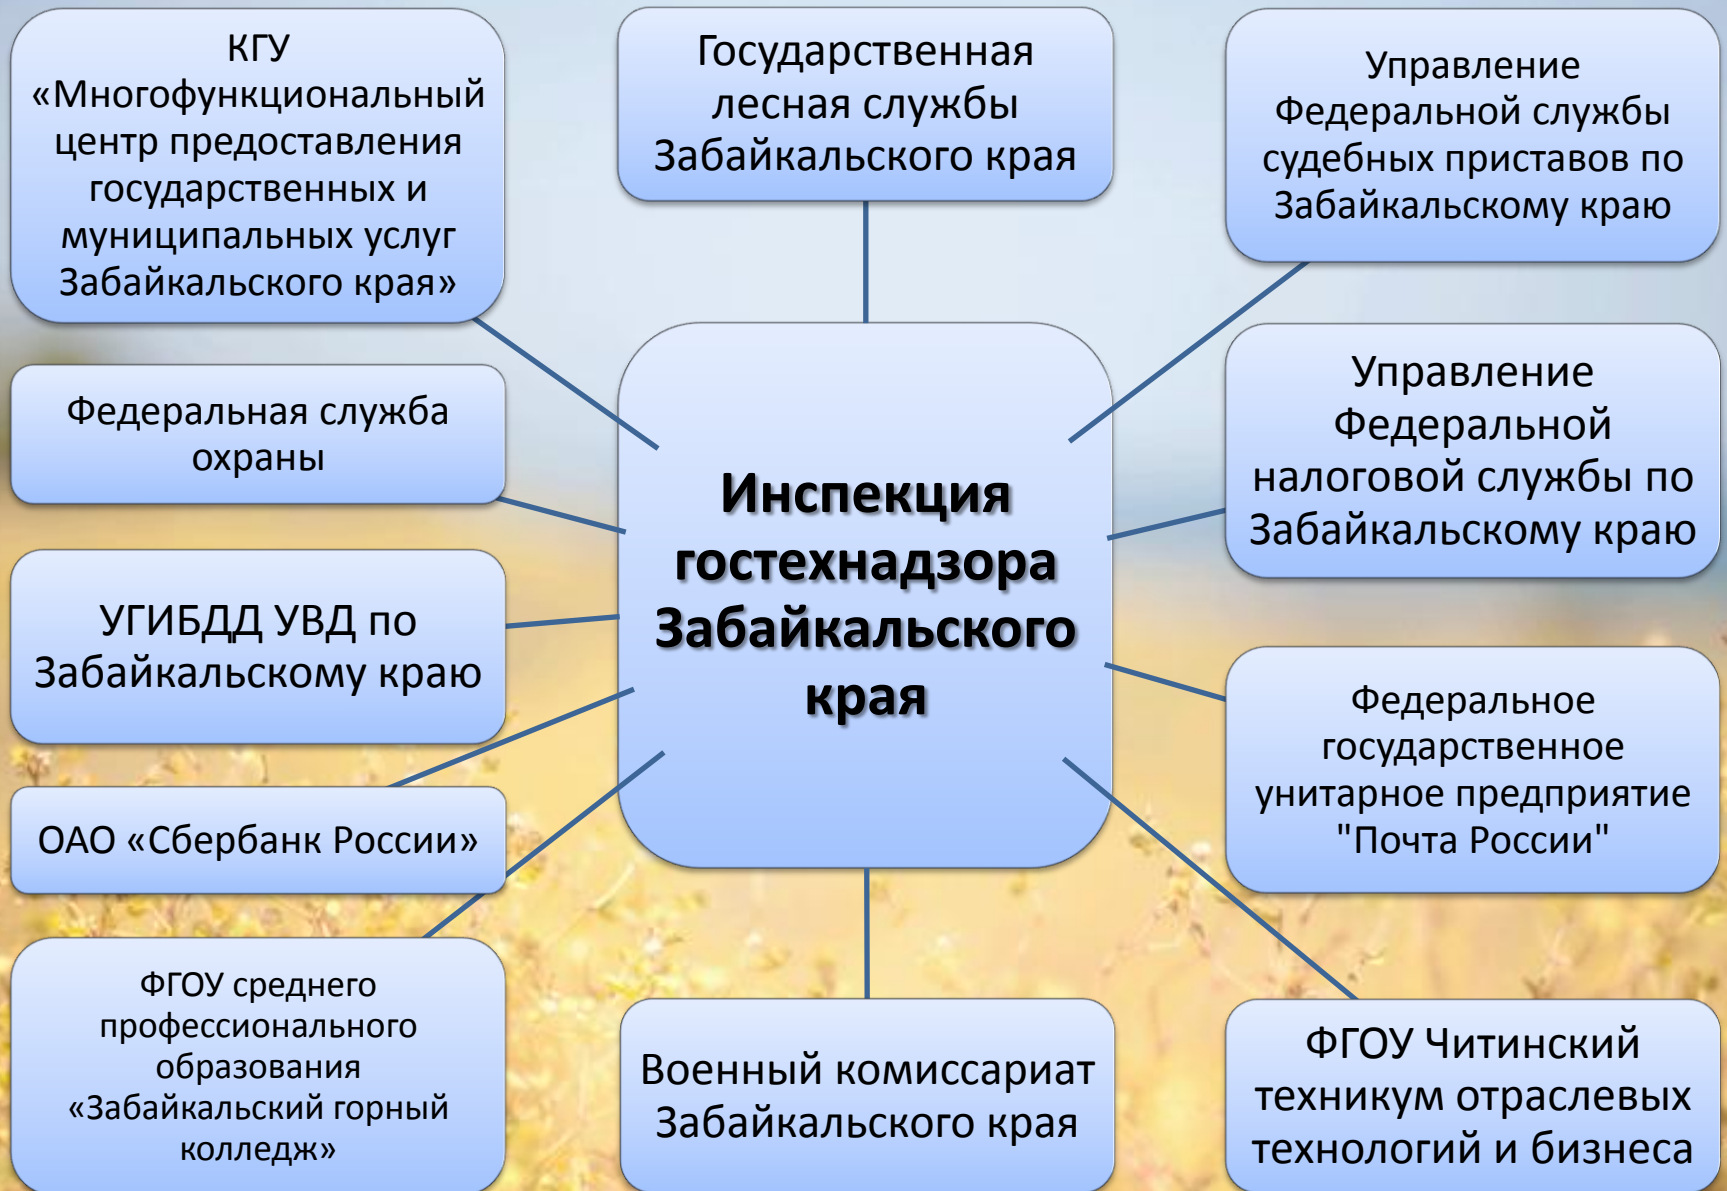 КГУ
«Многофункциональный
центр предоставления
государственных и
муниципальных услуг
Забайкальского края»
Государственная
лесная службы
Забайкальского края
Управление
Федеральной службы
судебных приставов по
Забайкальскому краю
Федеральная служба
охраны
Управление
Федеральной
налоговой службы по
Забайкальскому краю
Инспекция
гостехнадзора
Забайкальского
края
УГИБДД УВД по
Забайкальскому краю
Федеральное
государственное
унитарное предприятие
"Почта России"
ОАО «Сбербанк России»
ФГОУ среднего
профессионального
образования
«Забайкальский горный
колледж»
Военный комиссариат
Забайкальского края
ФГОУ Читинский
техникум отраслевых
технологий и бизнеса